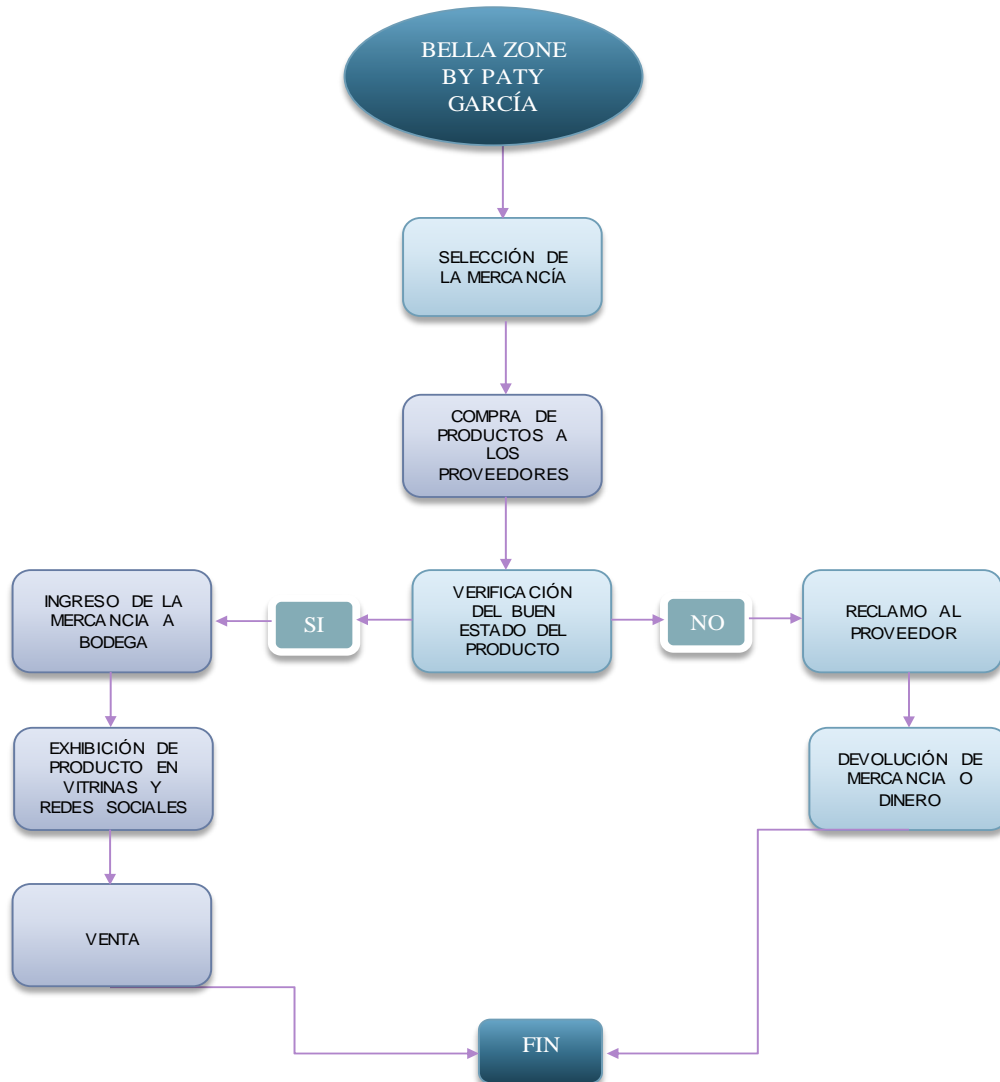 BELLA ZONE
BY PATY
GARCÍA
SELECCIÓN DE
LA MERCANCÍA
COMPRA DE
PRODUCTOS A
LOS
PROVEEDORES
VERIFICACIÓN
DEL BUEN
ESTADO DEL
PRODUCTO
SI
INGRESO DE LA
MERCANCIA A
BODEGA
EXHIBICIÓN DE
PRODUCTO EN
VITRINAS Y
REDES SOCIALES
VENTA
NO
RECLAMO AL
PROVEEDOR
DEVOLUCIÓN DE
MERCANCIA O
DINERO
FIN